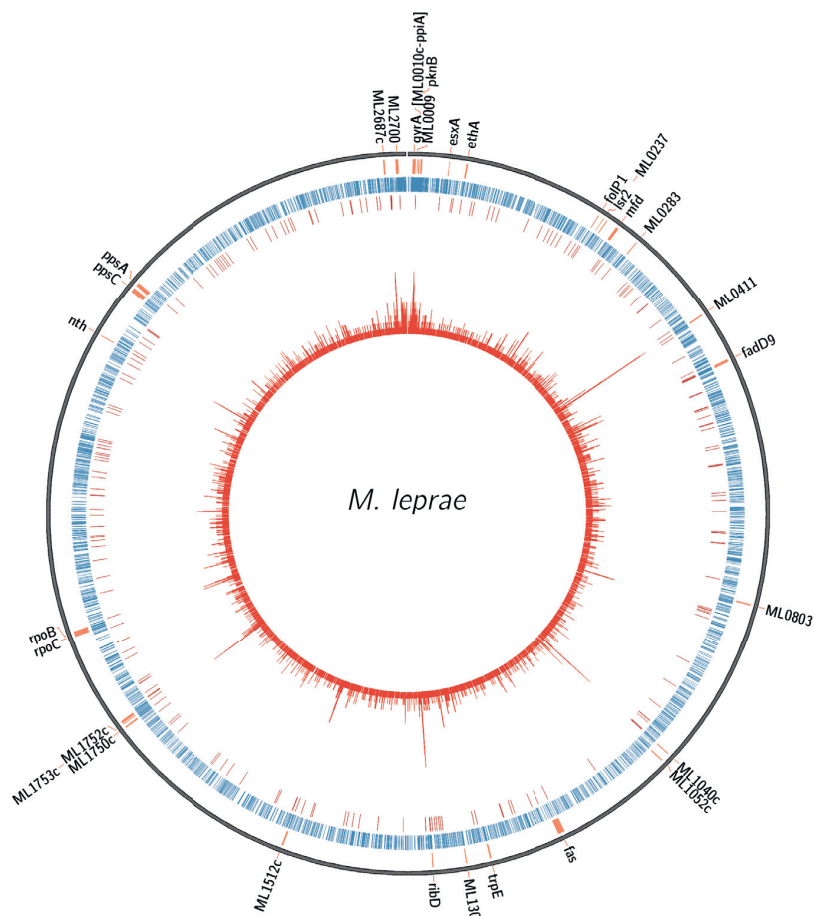 ML2687c
ML2700
gyrA
[ML0010c-ppiA]
ML0009
pknB
esxA
ethA
folP1
lsr2
ML0237
mfd
ML0283
ML0411
fadD9
ML0803
ML1040c
ML1052c
fas
trpE
ML130
ribD
ML1512c
ML1750c
ML1752c
ML1753c
rpoC
rpoB
nth
ppsC
ppsA
M. leprae